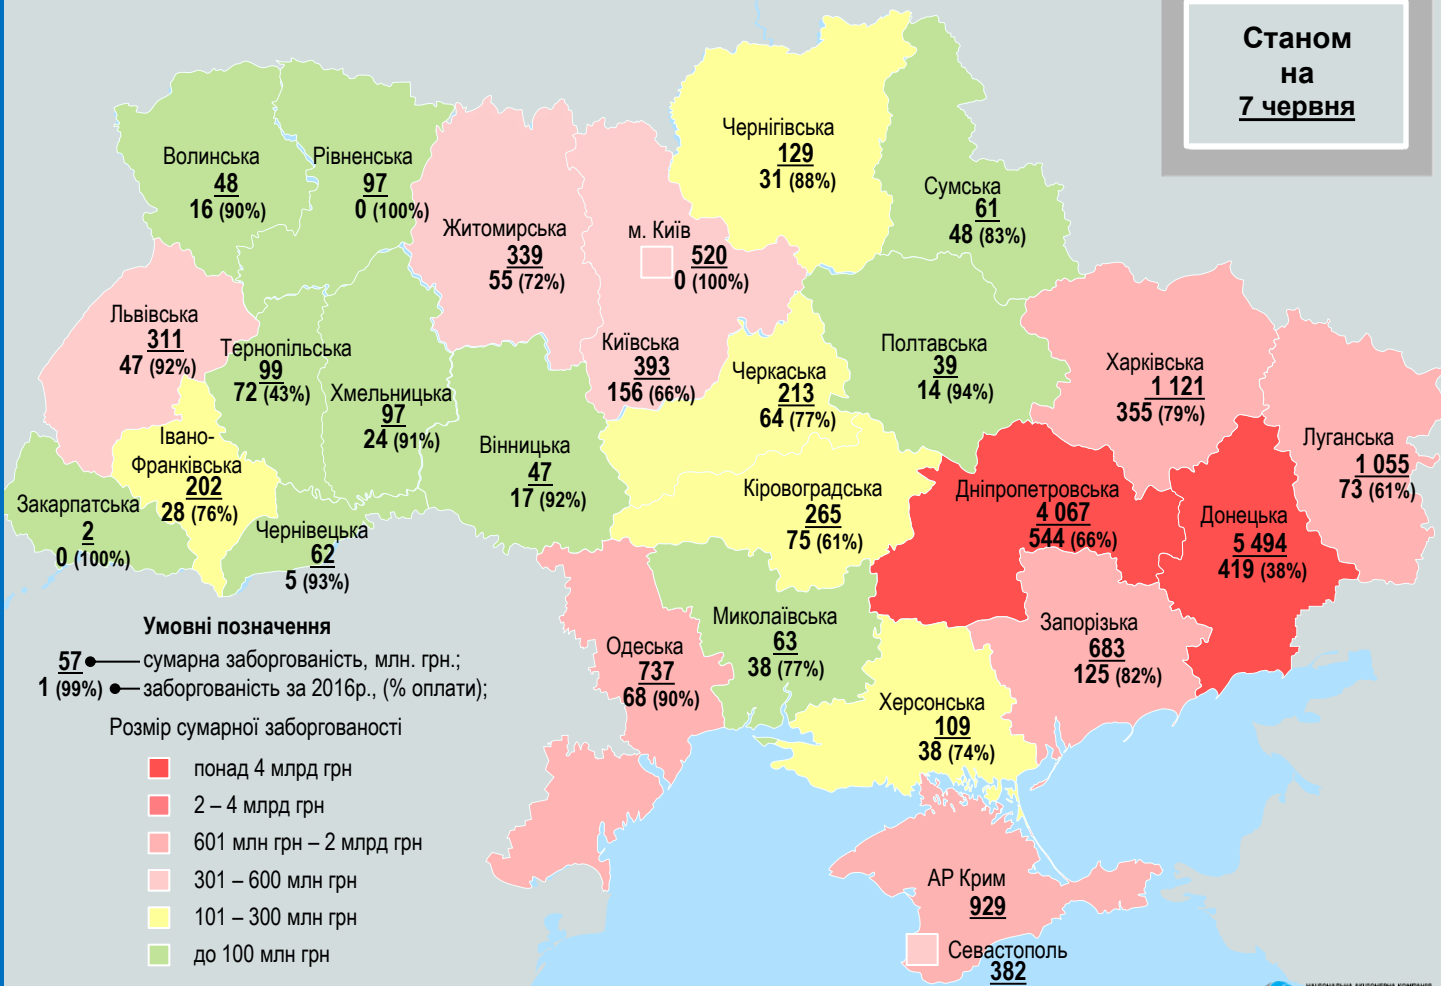 Станом
на
7 червня
Волинська
48
16 (90%)
Рівненська
97
0 (100%)
Житомирська
339
55 (72%)
м. Київ
520
0 (100%)
Чернігівська
129
31 (88%)
Сумська
61
48 (83%)
Львівська
311
47 (92%)
Тернопільська
99
72 (43%)
Хмельницька
97
24 (91%)
Вінницька
47
17 (92%)
Київська
393
156 (66%)
Черкаська
213
64 (77%)
Полтавська
39
14 (94%)
Харківська
1 121
355 (79%)
Луганська
1 055
73 (61%)
Івано-
Франківська
202
28 (76%)
Закарпатська
2
0 (100%)
Чернівецька
62
5 (93%)
Кіровоградська
265
75 (61%)
Дніпропетровська
4 067
544 (66%)
Донецька
5 494
419 (38%)
Одеська
737
68 (90%)
Миколаївська
63
38 (77%)
Запорізька
683
125 (82%)
Херсонська
109
38 (74%)
АР Крим
929
Севастополь
382
Умовні позначення
57 сумарна заборгованість, млн. грн.;
1 (99%) заборгованість за 2016р., (% оплати);
Розмір сумарної заборгованості
понад 4 млрд грн
2 – 4 млрд грн
601 млн грн – 2 млрд грн
301 – 600 млн грн
101 – 300 млн грн
до 100 млн грн